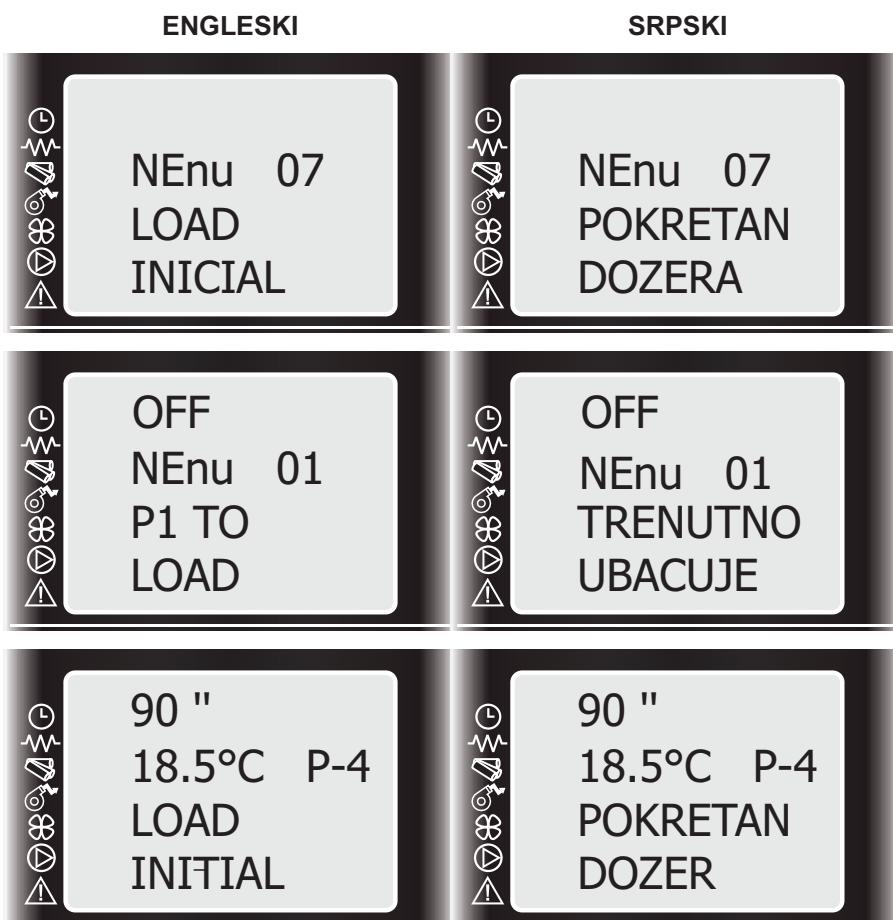 ENGLESKI SRPSKI
NEnu 07
LOAD
INICIAL
NEnu 07
POKRETAN
DOZERA
OFF
NEnu 01
P1 TO
LOAD
OFF
NEnu 01
TRENUTNO
UBACUJE
90 "
18.5°C P-4
LOAD
INITIAL
90 "
18.5°C P-4
POKRETAN
DOZER